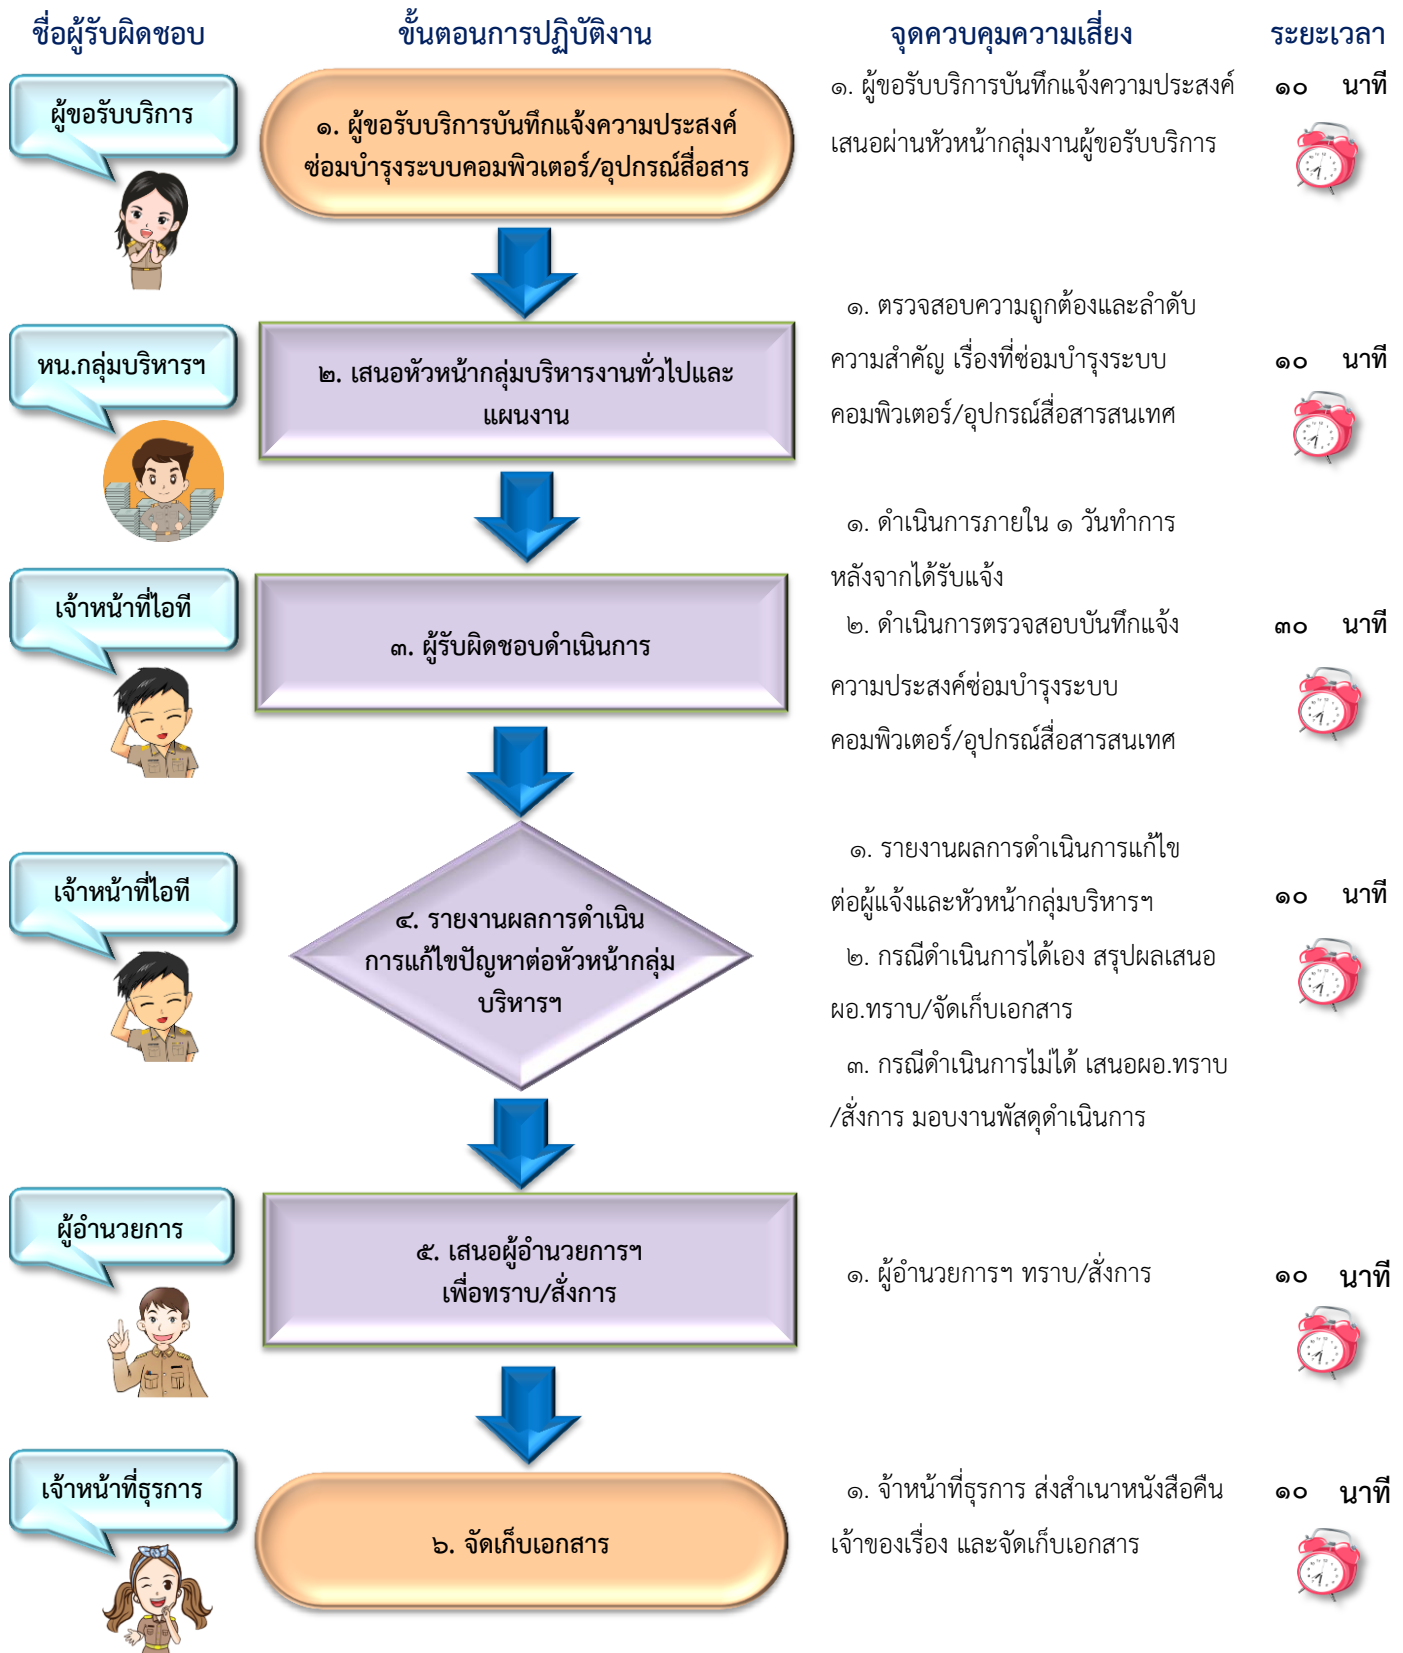 ชื่อผู้รับผิดชอบ ขั้นตอนการปฏิบัติงาน จุดควบคุมความเสี่ยง ระยะเวลา
ผู้ขอรับบริการ
๑. ผู้ขอรับบริการบันทึกแจ้งความประสงค์
ซ่อมบำรุงระบบคอมพิวเตอร์/อุปกรณ์สื่อสาร
๑. ผู้ขอรับบริการบันทึกแจ้งความประสงค์
เสนอผ่านหัวหน้ากลุ่มงานผู้ขอรับบริการ
๑๐ นาที
หน.กลุ่มบริหารฯ
๒. เสนอหัวหน้ากลุ่มบริหารงานทั่วไปและ
แผนงาน
๑. ตรวจสอบความถูกต้องและลำดับ
ความสำคัญ เรื่องที่ซ่อมบำรุงระบบ
คอมพิวเตอร์/อุปกรณ์สื่อสารสนเทศ
๑๐ นาที
เจ้าหน้าที่ไอที
๓. ผู้รับผิดชอบดำเนินการ
๑. ดำเนินการภายใน ๑ วันทำการ
หลังจากได้รับแจ้ง
๒. ดำเนินการตรวจสอบบันทึกแจ้ง
ความประสงค์ซ่อมบำรุงระบบ
คอมพิวเตอร์/อุปกรณ์สื่อสารสนเทศ
๓๐ นาที
เจ้าหน้าที่ไอที
๔. รายงานผลการดำเนิน
การแก้ไขปัญหาต่อหัวหน้ากลุ่ม
บริหารฯ
๑. รายงานผลการดำเนินการแก้ไข
ต่อผู้แจ้งและหัวหน้ากลุ่มบริหารฯ
๒. กรณีดำเนินการได้เอง สรุปผลเสนอ
ผอ.ทราบ/จัดเก็บเอกสาร
๓. กรณีดำเนินการไม่ได้ เสนอผอ.ทราบ
/สั่งการ มอบงานพัสดุดำเนินการ
๑๐ นาที
ผู้อำนวยการ
๕. เสนอผู้อำนวยการฯ
เพื่อทราบ/สั่งการ
๑. ผู้อำนวยการฯ ทราบ/สั่งการ
๑๐ นาที
เจ้าหน้าที่ธุรการ
๖. จัดเก็บเอกสาร
๑. จ้าหน้าที่ธุรการ ส่งสำเนาหนังสือคืน
เจ้าของเรื่อง และจัดเก็บเอกสาร
๑๐ นาที